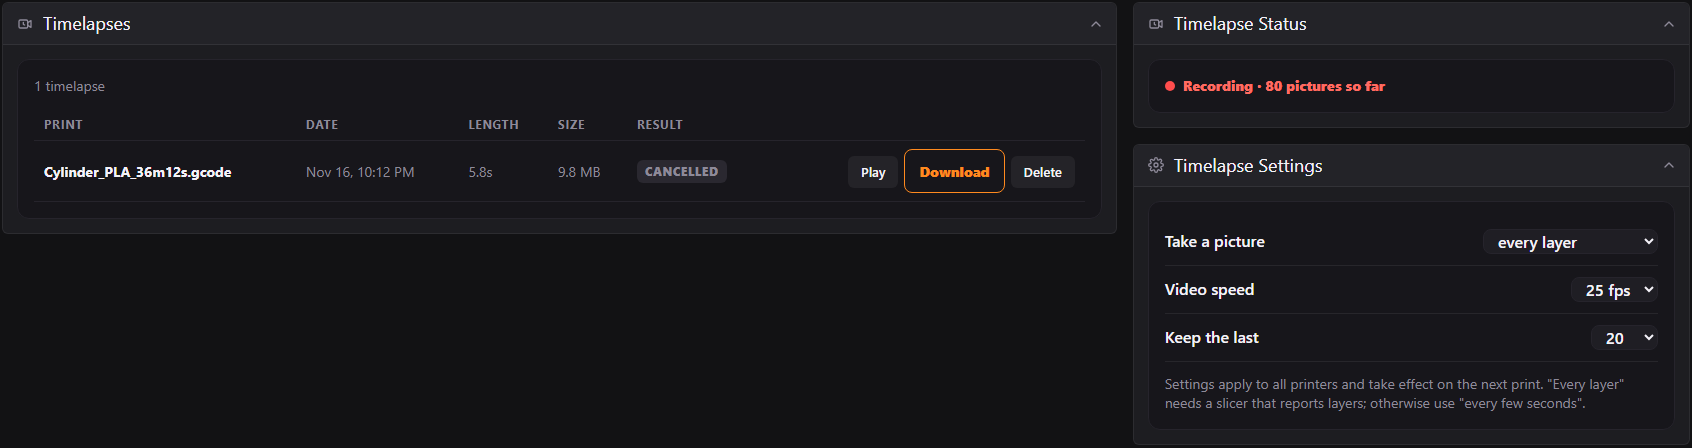 Timelapses
1 timelapse
PRINT DATE LENGTH SIZE RESULT
Cylinder_PLA_36m12s.gcode Nov 16, 10:12 PM 5.8s 9.8 MB CANCELLED Play Download Delete
Timelapse Status
Recording · 80 pictures so far
Timelapse Settings
Take a picture every layer
Video speed 25 fps
Keep the last 20
Settings apply to all printers and take effect on the next print. "Every layer"
needs a slicer that reports layers; otherwise use "every few seconds".